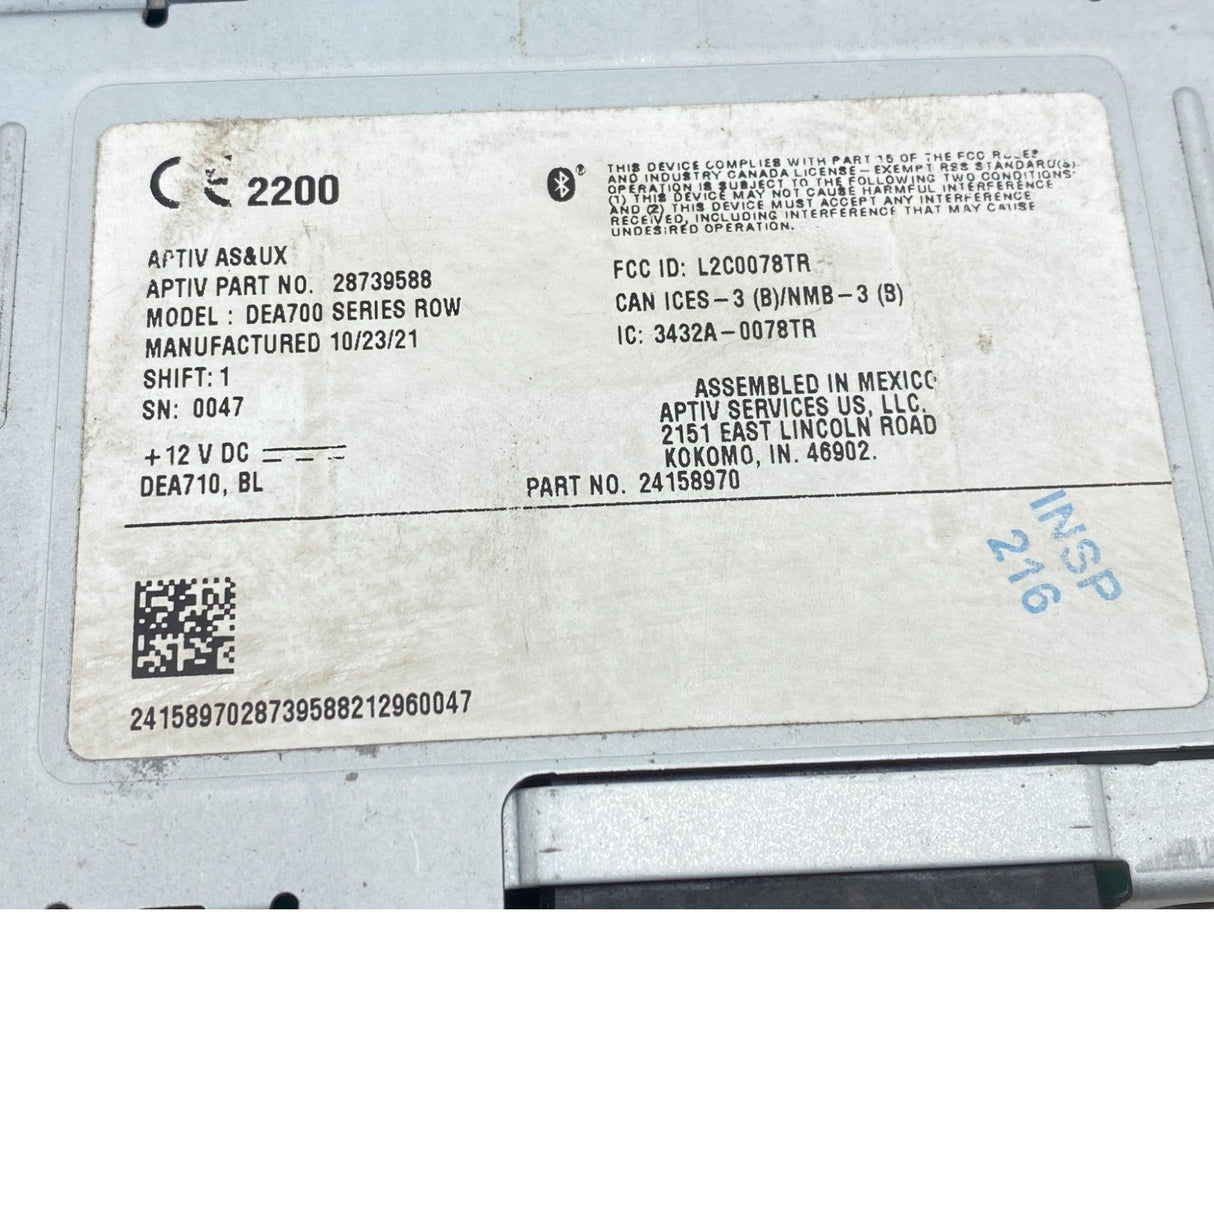 CE 2200
APTIV AS&UX
APTIV PART NO. 28739588
MODEL : DEA700 SERIES ROW
MANUFACTURED 10/23/21
SHIFT: 1
SN: 0047
+12 V DC
DEA710, BL
®
THIS DEVICE COMPLIES WITH PART 15 OF THE FCC RULES
AND INDUSTRY CANADA LICENSE-EXEMPT RSS STANDARD(S).
OPERATION IS SUBJECT TO THE FOLLOWING TWO CONDITIONS:
(1) THIS DEVICE MAY NOT CAUSE HARMFUL INTERFERENCE
AND (2) THIS DEVICE MUST ACCEPT ANY INTERFERENCE
RECEIVED, INCLUDING INTERFERENCE THAT MAY CAUSE
UNDESIRED OPERATION.
FCC ID: L2C0078TR
CAN ICES-3 (B)/NMB-3 (B)
IC: 3432A-0078TR
ASSEMBLED IN MEXICO
APTIV SERVICES US, LLC.
2151 EAST LINCOLN ROAD
KOKOMO, IN. 46902.
PART NO. 24158970
INSP
216
2415897028739588212960047